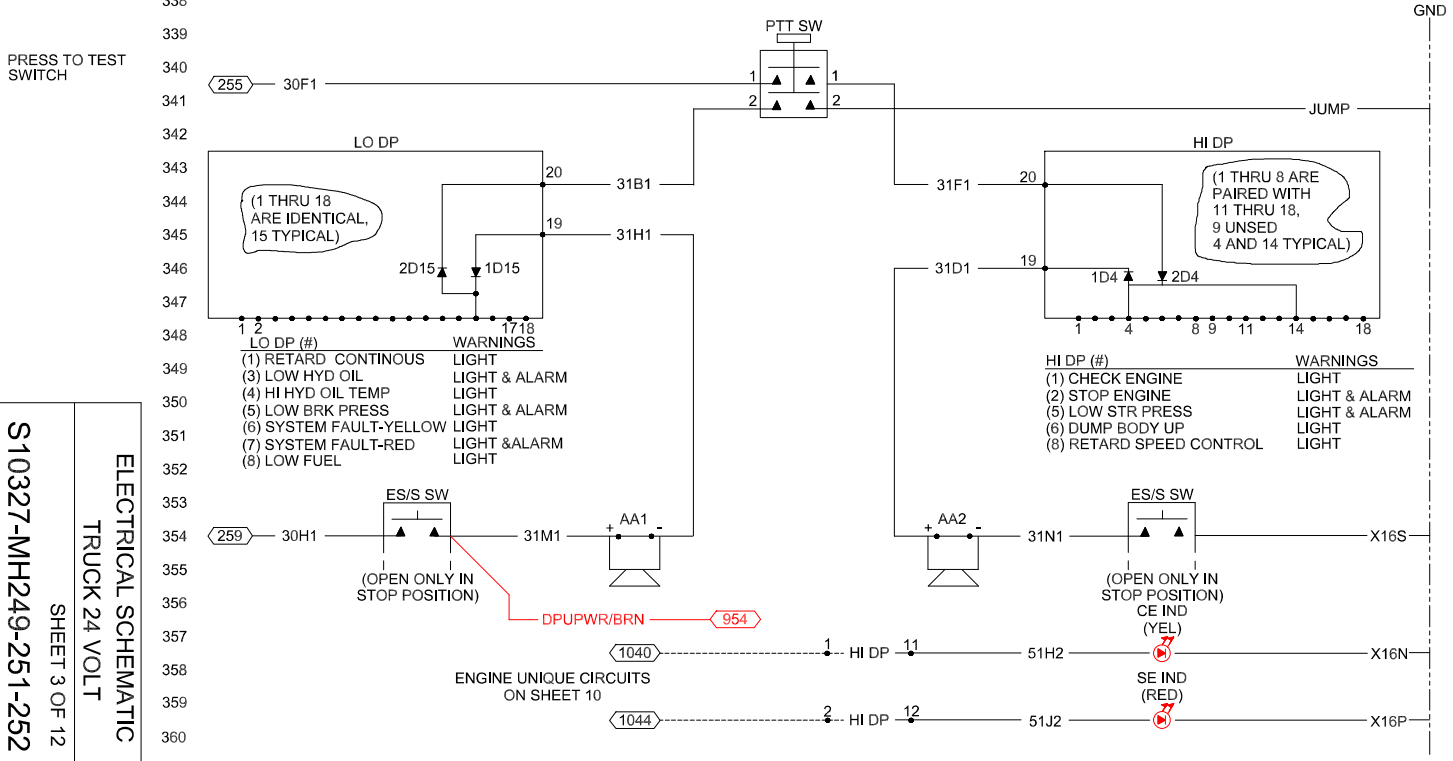 338
339
340
341
342
343
344
345
346
347
348
349
350
351
352
353
354
355
356
357
358
359
360
PRESS TO TEST
SWITCH
GND
PTT SW
255
30F1
1
1
2
2
JUMP
LO DP
20
31B1
19
31H1
(1 THRU 18
ARE IDENTICAL,
15 TYPICAL)
2D15
1D15
1 2
17 18
HI DP
20
31F1
19
31D1
(1 THRU 8 ARE
PAIRED WITH
11 THRU 18,
9 UNSED
4 AND 14 TYPICAL)
1D4
2D4
1 4 8 9 11 14 18
LO DP (#) WARNINGS
(1) RETARD CONTINOUS LIGHT
(3) LOW HYD OIL LIGHT & ALARM
(4) HI HYD OIL TEMP LIGHT
(5) LOW BRK PRESS LIGHT & ALARM
(6) SYSTEM FAULT-YELLOW LIGHT
(7) SYSTEM FAULT-RED LIGHT &ALARM
(8) LOW FUEL LIGHT
HI DP (#) WARNINGS
(1) CHECK ENGINE LIGHT
(2) STOP ENGINE LIGHT & ALARM
(5) LOW STR PRESS LIGHT & ALARM
(6) DUMP BODY UP LIGHT
(8) RETARD SPEED CONTROL LIGHT
ES/S SW
259
30H1
31M1
+ AA1 -
(OPEN ONLY IN
STOP POSITION)
DPUPWR/BRN
954
+ AA2 -
31N1
ES/S SW
X16S
(OPEN ONLY IN
STOP POSITION)
CE IND
(YEL)
1040
1 HI DP 11
51H2
X16N
ENGINE UNIQUE CIRCUITS
ON SHEET 10
SE IND
(RED)
1044
2 HI DP 12
51J2
X16P
ELECTRICAL SCHEMATIC
TRUCK 24 VOLT
SHEET 3 OF 12
S10327-MH249-251-252